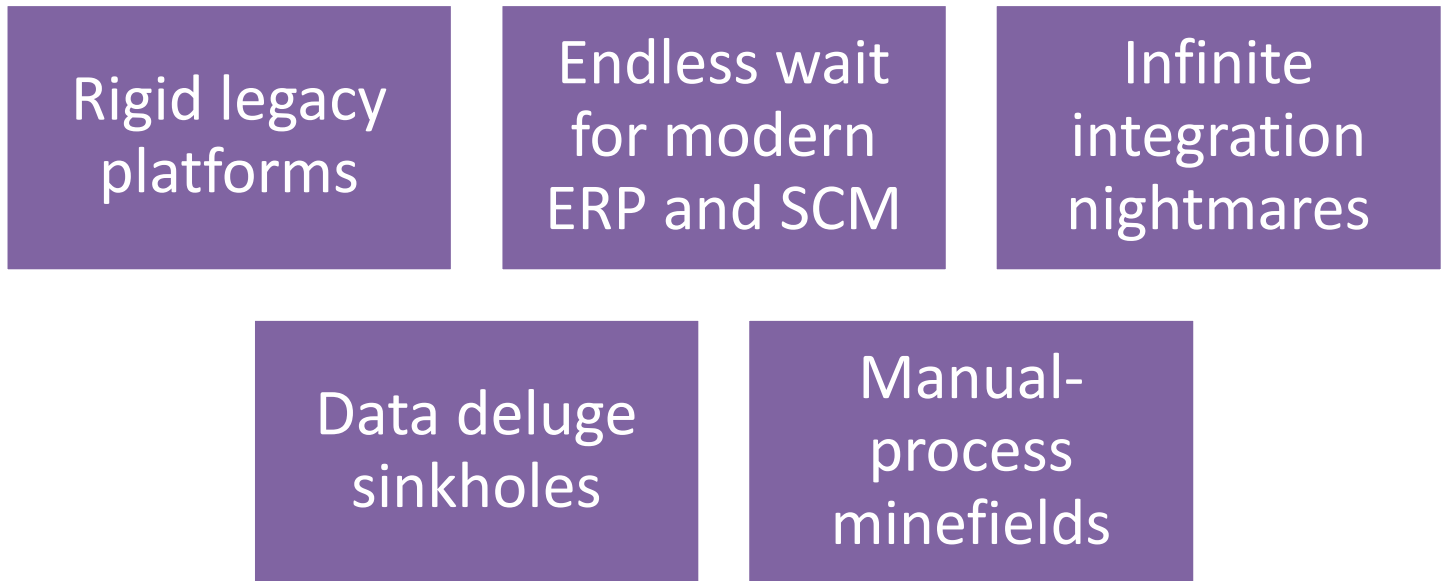 Rigid legacy
platforms
Endless wait
for modern
ERP and SCM
Infinite
integration
nightmares
Data deluge
sinkholes
Manual-
process
minefields